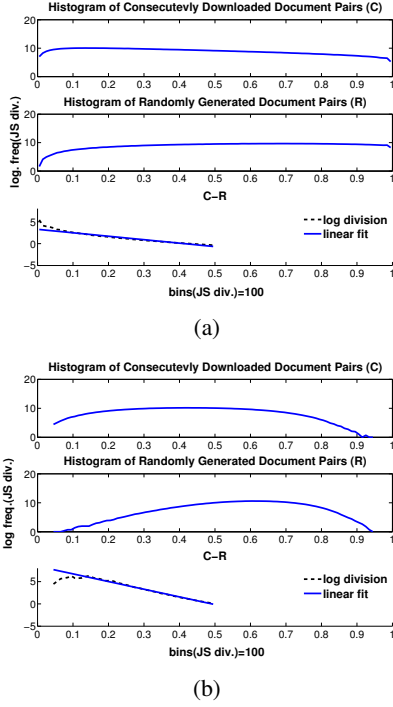 Histogram of Consecutevly Downloaded Document Pairs (C)
20
10
0
0 0.1 0.2 0.3 0.4 0.5 0.6 0.7 0.8 0.9 1
Histogram of Randomly Generated Document Pairs (R)
20
10
0
0 0.1 0.2 0.3 0.4 0.5 0.6 0.7 0.8 0.9 1
log. freq(JS div.)
C−R
5
0
−5
log division
linear fit
0 0.1 0.2 0.3 0.4 0.5 0.6 0.7 0.8 0.9 1
bins(JS div.)=100
(a)
Histogram of Consecutevly Downloaded Document Pairs (C)
20
10
0
0 0.1 0.2 0.3 0.4 0.5 0.6 0.7 0.8 0.9 1
Histogram of Randomly Generated Document Pairs (R)
20
10
0
0 0.1 0.2 0.3 0.4 0.5 0.6 0.7 0.8 0.9 1
log freq.(JS div.)
C−R
5
0
−5
log division
linear fit
0 0.1 0.2 0.3 0.4 0.5 0.6 0.7 0.8 0.9 1
bins(JS div.)=100
(b)